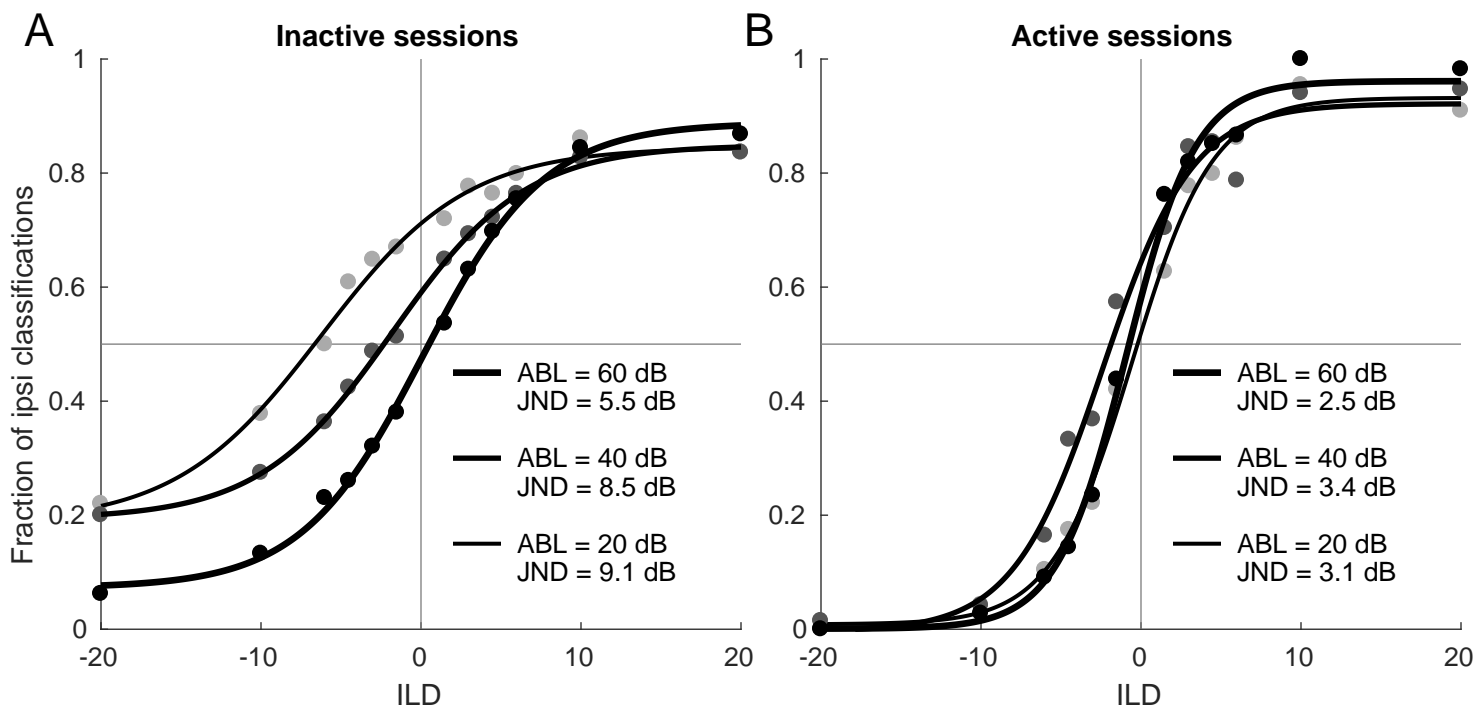 A
Inactive sessions
Fraction of ipsi classifications
1
0.8
0.6
0.4
0.2
0
-20
-10
0
10
20
ILD
ABL = 60 dB
JND = 5.5 dB
ABL = 40 dB
JND = 8.5 dB
ABL = 20 dB
JND = 9.1 dB
B
Active sessions
1
0.8
0.6
0.4
0.2
0
-20
-10
0
10
20
ILD
ABL = 60 dB
JND = 2.5 dB
ABL = 40 dB
JND = 3.4 dB
ABL = 20 dB
JND = 3.1 dB